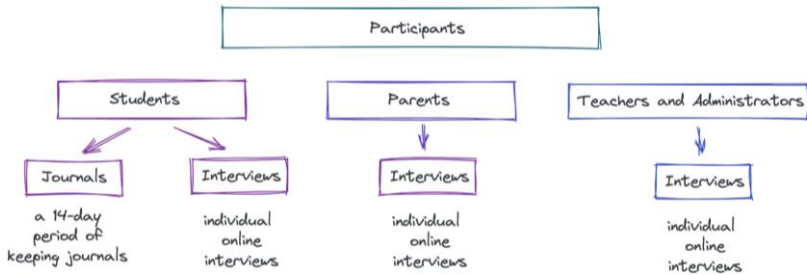 Participants
Students
Parents
Teachers and Administrators
Journals
Interviews
Interviews
Interviews
a 14-day
period of
keeping journals
individual
online
interviews
individual
online
interviews
individual
online
interviews